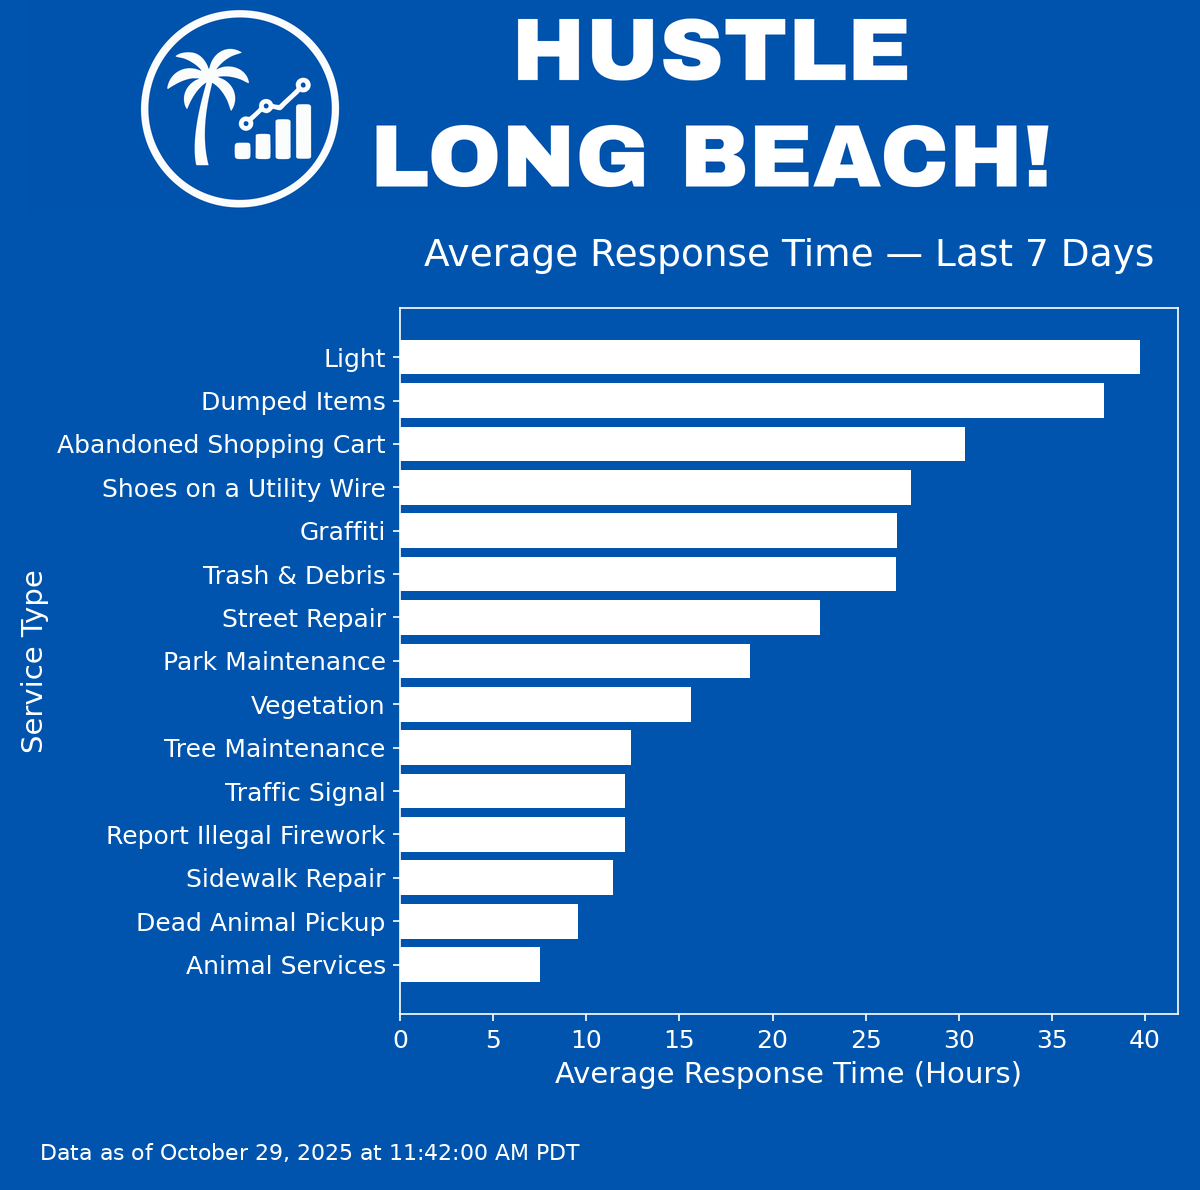 HUSTLE
LONG BEACH!
Average Response Time — Last 7 Days
Light
Dumped Items
Abandoned Shopping Cart
Shoes on a Utility Wire
Graffiti
Trash & Debris
Street Repair
Park Maintenance
Vegetation
Tree Maintenance
Traffic Signal
Report Illegal Firework
Sidewalk Repair
Dead Animal Pickup
Animal Services
Service Type
0 5 10 15 20 25 30 35 40
Average Response Time (Hours)
Data as of October 29, 2025 at 11:42:00 AM PDT